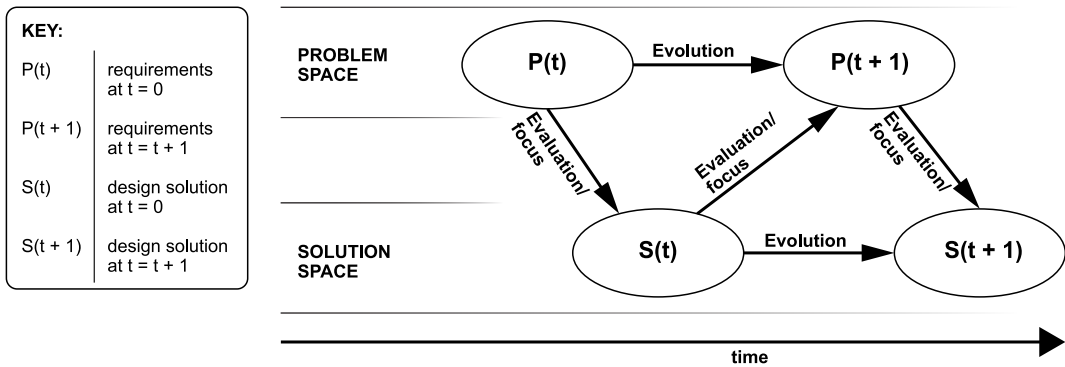 KEY:
P(t) requirements
at t = 0
P(t + 1) requirements
at t = t + 1
S(t) design solution
at t = 0
S(t + 1) design solution
at t = t + 1
PROBLEM
SPACE
P(t)
Evolution
P(t + 1)
Evaluation/
focus
Evaluation/
focus
Evaluation/
focus
SOLUTION
SPACE
S(t)
Evolution
S(t + 1)
time